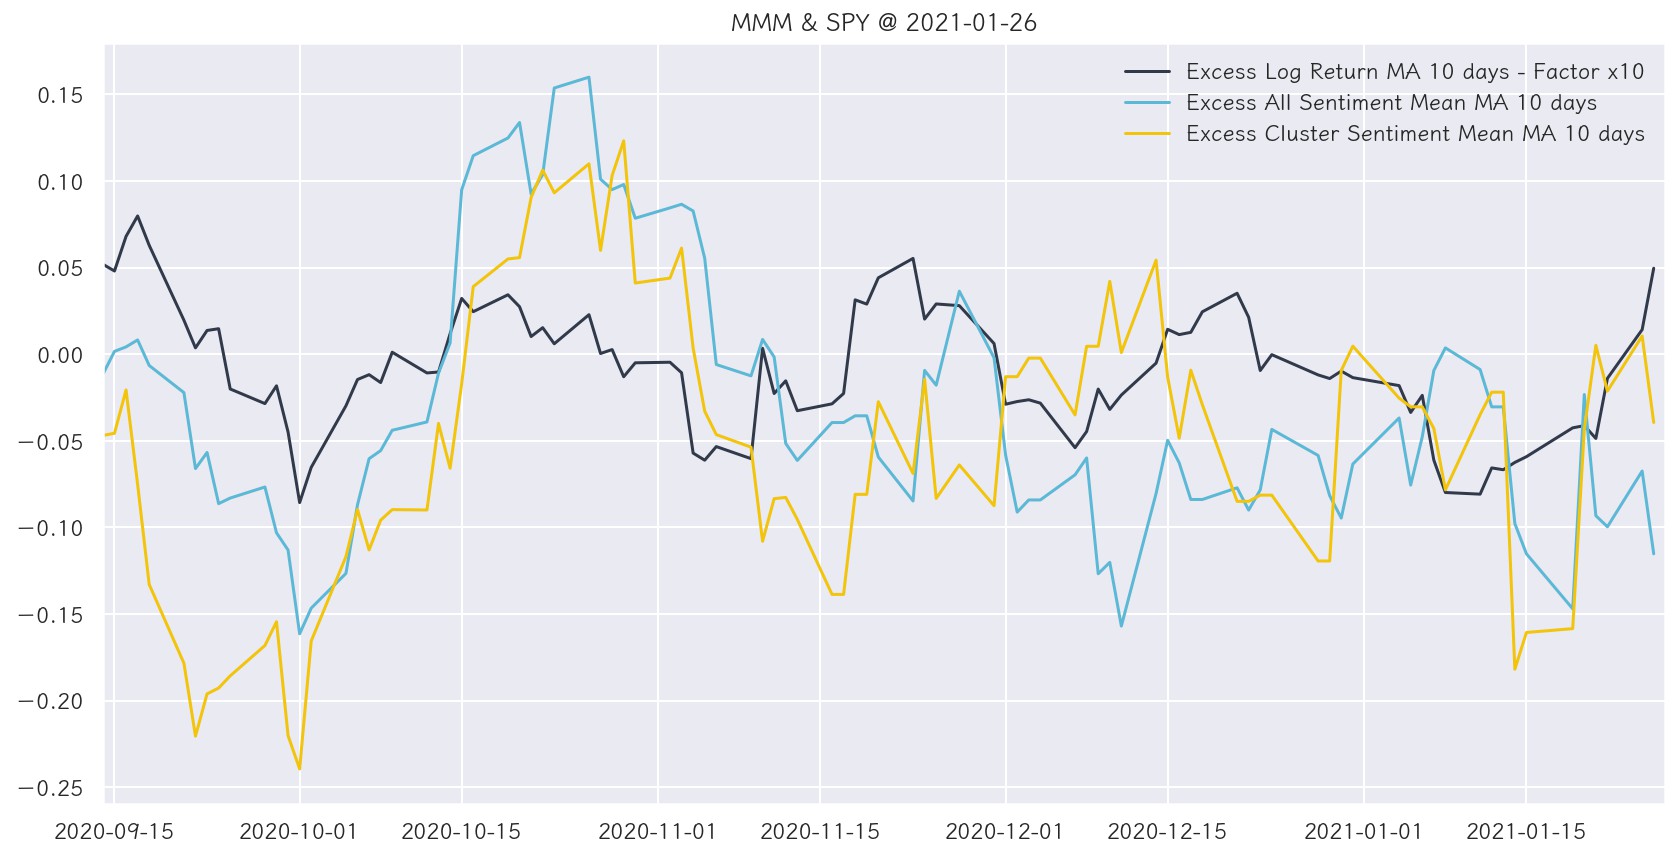 MMM & SPY @ 2021-01-26
Excess Log Return MA 10 days - Factor x10
Excess All Sentiment Mean MA 10 days
Excess Cluster Sentiment Mean MA 10 days
0.15
0.10
0.05
0.00
−0.05
−0.10
−0.15
−0.20
−0.25
2020-09-15 2020-10-01 2020-10-15 2020-11-01 2020-11-15 2020-12-01 2020-12-15 2021-01-01 2021-01-15